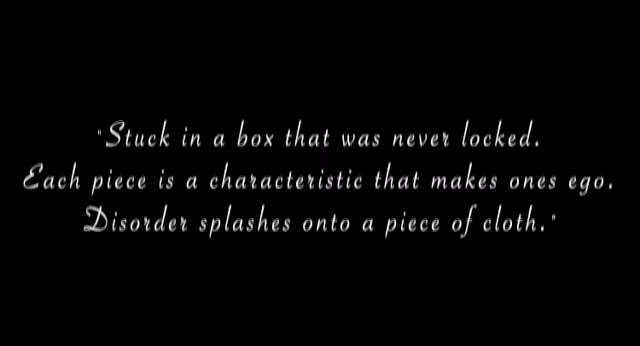 "Stuck in a box that was never locked.
Each piece is a characteristic that makes ones ego.
Disorder splashes onto a piece of cloth."